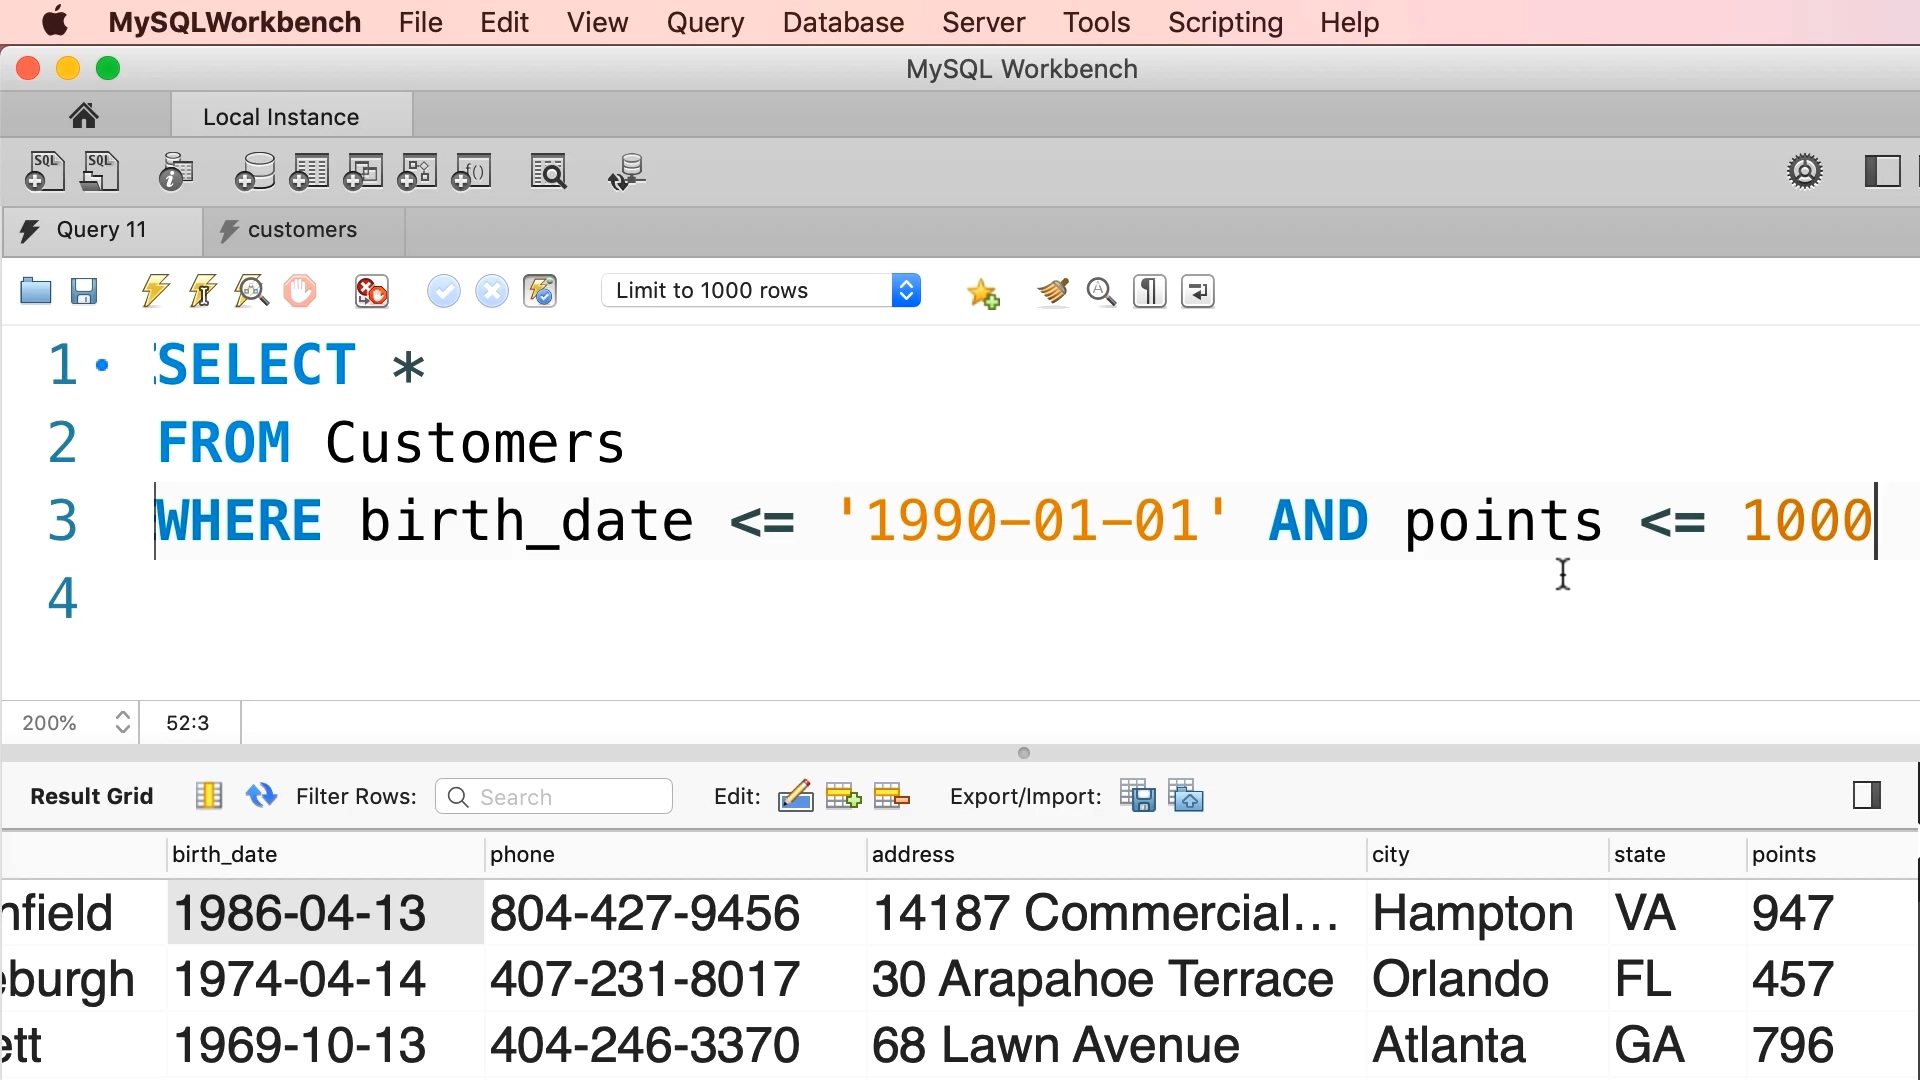 MySQLWorkbench File Edit View Query Database Server Tools Scripting Help
MySQL Workbench
Local Instance
SQL SQL f()
Query 11 customers
Limit to 1000 rows
1 SELECT *
2 FROM Customers
3 WHERE birth_date <= '1990-01-01' AND points <= 1000
4
200% 52:3
Result Grid Filter Rows: Search Edit: Export/Import:
birth_date phone address city state points
nfield 1986-04-13 804-427-9456 14187 Commercial... Hampton VA 947
eburgh 1974-04-14 407-231-8017 30 Arapahoe Terrace Orlando FL 457
ett 1969-10-13 404-246-3370 68 Lawn Avenue Atlanta GA 796